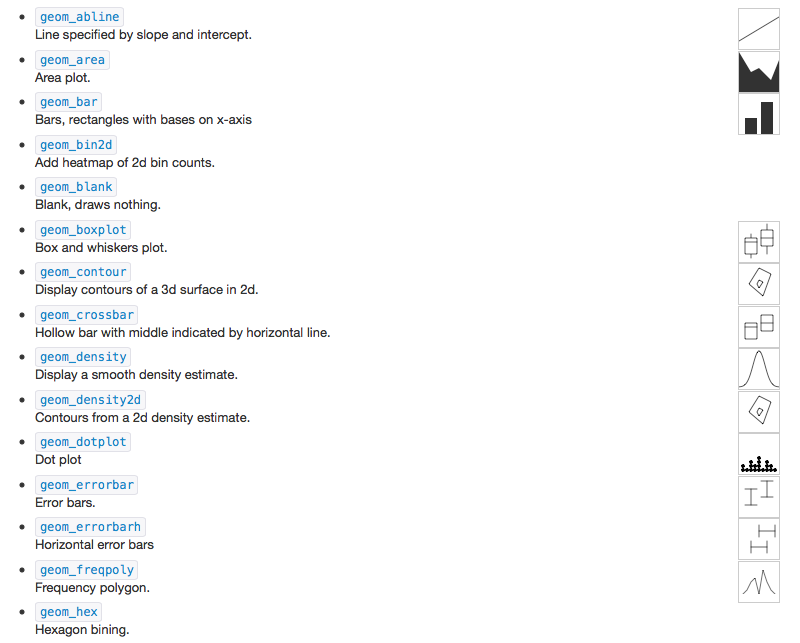 geom_abline
Line specified by slope and intercept.
geom_area
Area plot.
geom_bar
Bars, rectangles with bases on x-axis
geom_bin2d
Add heatmap of 2d bin counts.
geom_blank
Blank, draws nothing.
geom_boxplot
Box and whiskers plot.
geom_contour
Display contours of a 3d surface in 2d.
geom_crossbar
Hollow bar with middle indicated by horizontal line.
geom_density
Display a smooth density estimate.
geom_density2d
Contours from a 2d density estimate.
geom_dotplot
Dot plot
geom_errorbar
Error bars.
geom_errorbarh
Horizontal error bars
geom_freqpoly
Frequency polygon.
geom_hex
Hexagon bining.